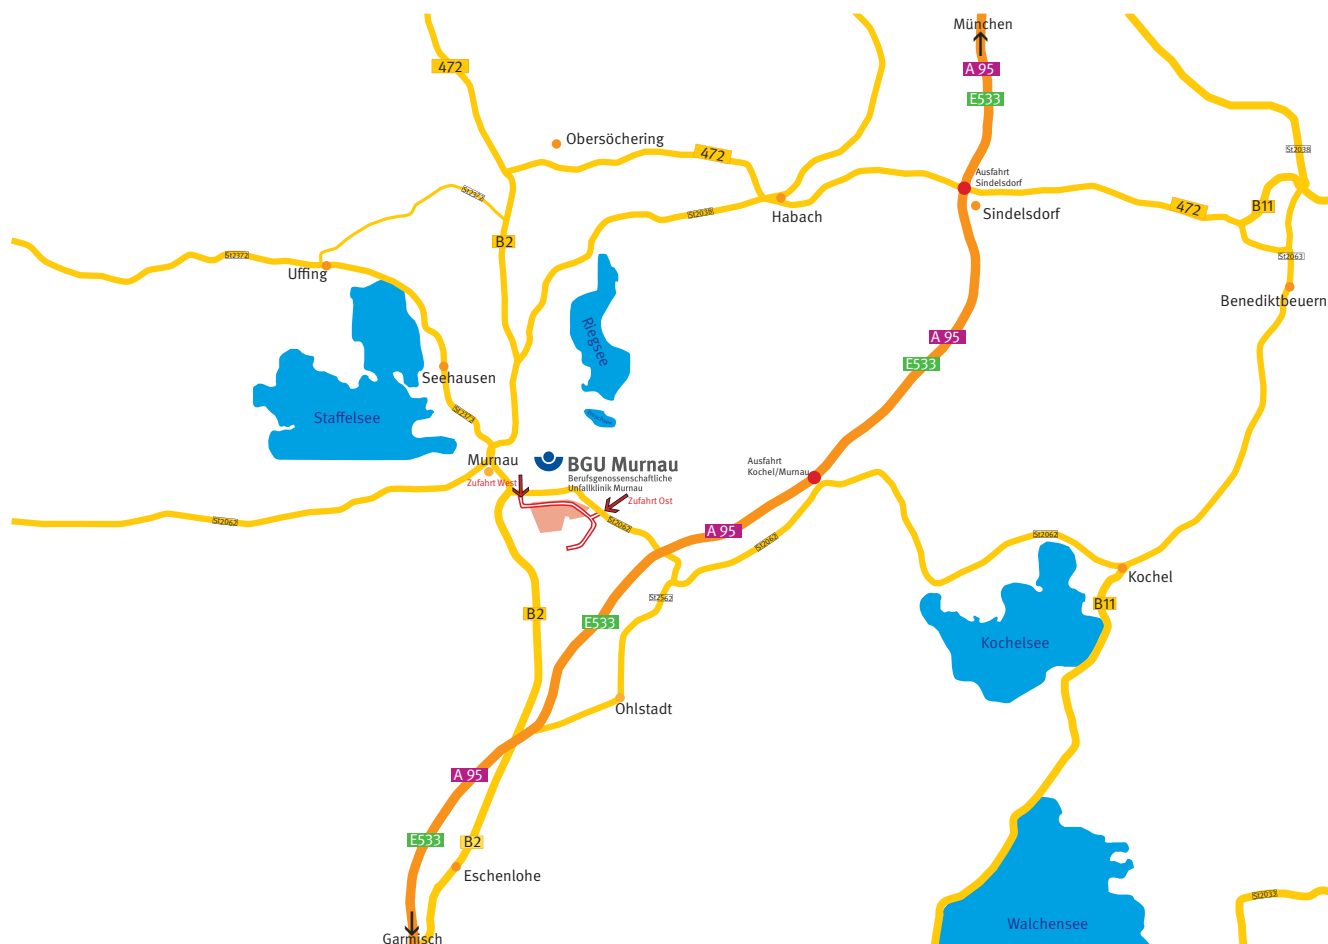 München
472
A 95
E533
Obersöchering
472
St2038
Ausfahrt
Sindelsdorf
St2372
Habach
Sindelsdorf
472
B11
St2038
B2
St2372
St2063
Uffing
Benediktbeuern
Riegsee
A 95
E533
Seehausen
Staffelsee
St2372
Murnau
BGU Murnau
Berufsgenossenschaftliche
Unfallklinik Murnau
Zufahrt West
Zufahrt Ost
Ausfahrt
Kochel/Murnau
St2062
St2062
A 95
St2062
St2062
Kochel
St2562
B11
B2
E533
Kochelsee
Ohlstadt
A 95
E533
B2
Eschenlohe
Walchensee
Garmisch